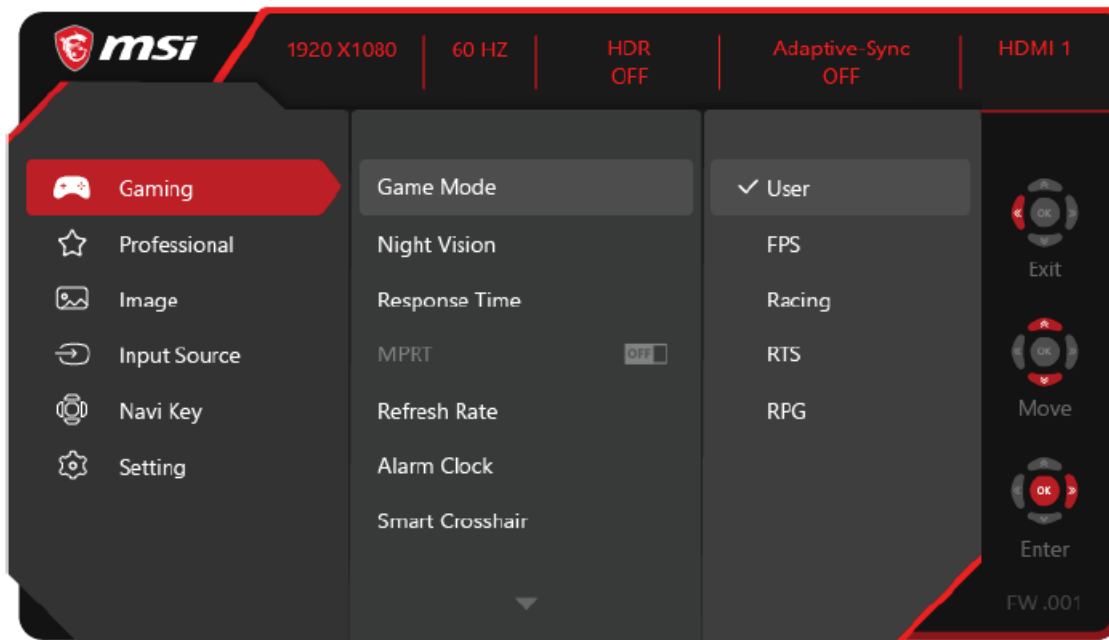 msi
1920 X1080
60 HZ
HDR
OFF
Adaptive-Sync
OFF
HDMI 1
Gaming
Professional
Image
Input Source
Navi Key
Setting
Game Mode
Night Vision
Response Time
MPRT OFF
Refresh Rate
Alarm Clock
Smart Crosshair
User
FPS
Racing
RTS
RPG
OK
Exit
OK
Move
OK
Enter
FW .001